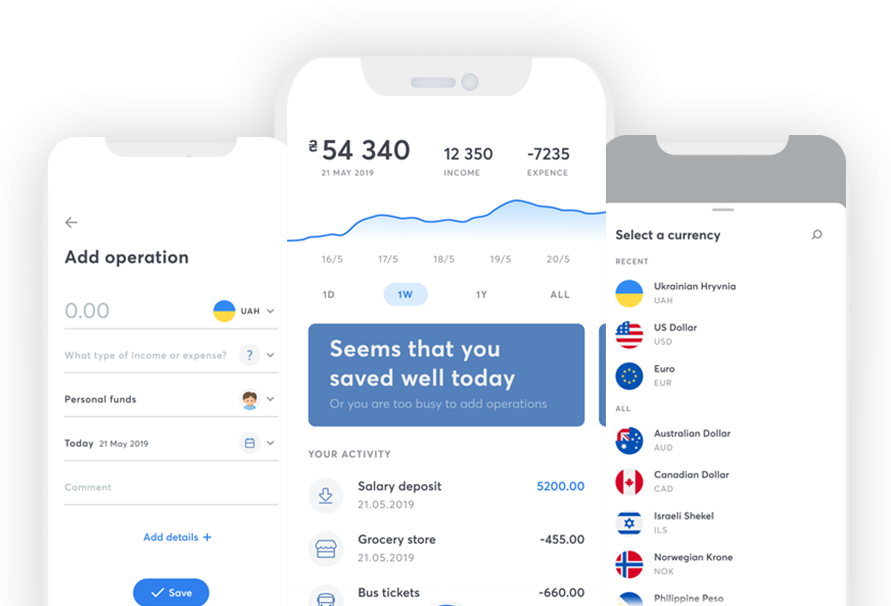 Add operation
0.00
UAH
What type of income or expense?
?
Personal funds
Today 21 May 2019
Comment
Add details +
Save
₴ 54 340
21 MAY 2019
12 350
INCOME
-7235
EXPENCE
16/5 17/5 18/5 19/5 20/5
1D 1W 1Y ALL
Seems that you
saved well today
Or you are too busy to add operations
YOUR ACTIVITY
Salary deposit 5200.00
21.05.2019
Grocery store -455.00
21.05.2019
Bus tickets -660.00
Select a currency
RECENT
Ukrainian Hryvnia
UAH
US Dollar
USD
Euro
EUR
ALL
Australian Dollar
AUD
Canadian Dollar
CAD
Israeli Shekel
ILS
Norwegian Krone
NOK
Philippine Peso